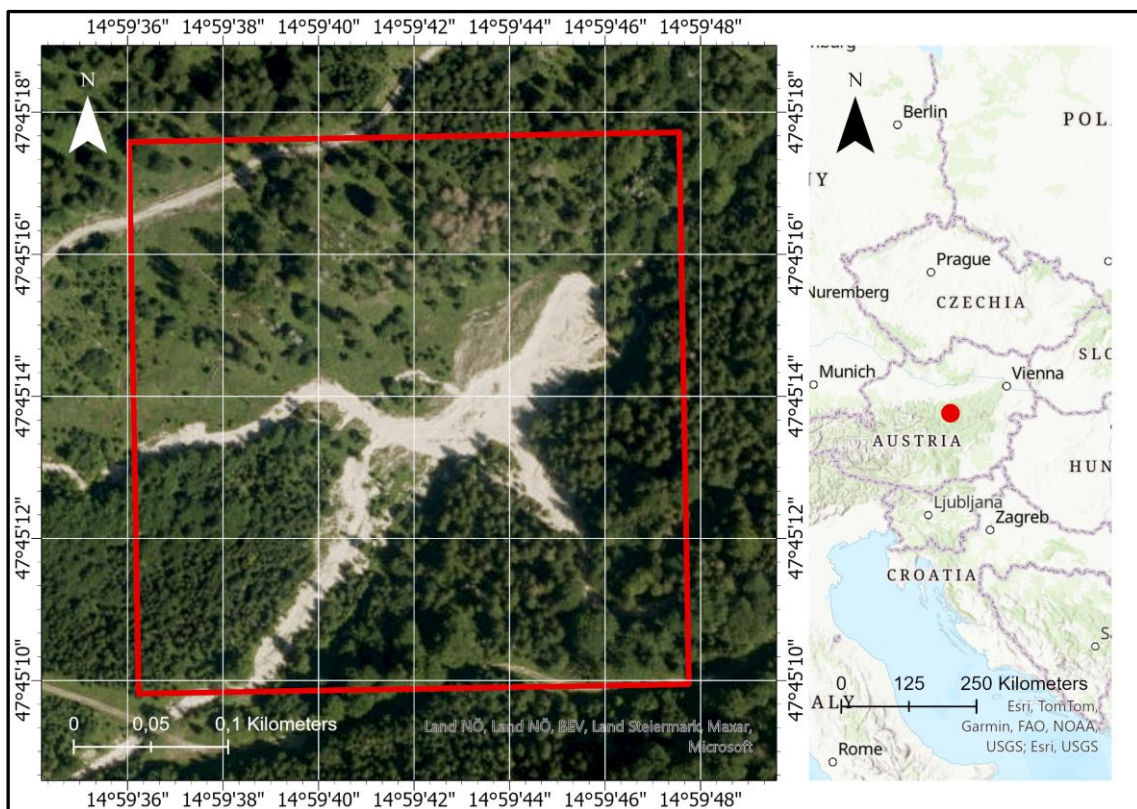 14°59'36" 14°59'38" 14°59'40" 14°59'42" 14°59'44" 14°59'46" 14°59'48"
47°45'18"
47°45'16"
47°45'14"
47°45'12"
47°45'10"
47°45'18"
47°45'16"
47°45'14"
47°45'12"
47°45'10"
N
0 0,05 0,1 Kilometers
Land NÖ, Land NÖ, BEV, Land Steiermark, Maxar,
Microsoft
14°59'36" 14°59'38" 14°59'40" 14°59'42" 14°59'44" 14°59'46" 14°59'48"
N
Berlin
POL
NY
Prague
Nuremberg
CZECHIA
SLO
Munich
Vienna
AUSTRIA
HUN
Ljubljana
Zagreb
CROATIA
Sa
ALY
0 125 250 Kilometers
Esri, TomTom,
Garmin, FAO, NOAA,
USGS; Esri, USGS
Rome